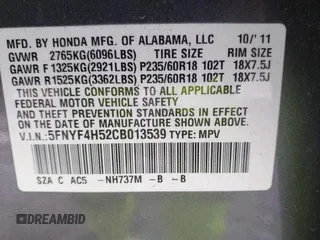 MFD. BY HONDA MFG. OF ALABAMA, LLC 10/'11
GVWR 2765KG(6096LBS) TIRE SIZE RIM SIZE
GAWR F 1325KG(2921LBS) P235/60R18 102T 18X7.5J
GAWR R1525KG(3362LBS) P235/60R18 102T 18X7.5J
THIS VEHICLE CONFORMS TO ALL APPLICABLE
FEDERAL MOTOR VEHICLE SAFETY
AND THEFT PREVENTION STANDARDS IN EFFECT
ON THE DATE OF MANUFACTURE SHOWN ABOVE.
V.I.N.:5FNYF4H52CB013539 TYPE: MPV
SZA C AC5 -NH737M -B -B
DREAMBID